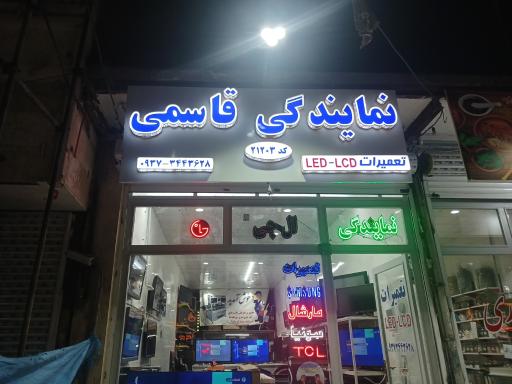 نمایندگی قاسمی
کد ۲۱۲۰۳
تعمیرات LED-LCD
۰۹۳۷-۳۴۴۳۶۲۸
نمایندگی
ال جی
تعمیرات
SAMSUNG
مارشال
TCL
تعمیرات
LED-LCD